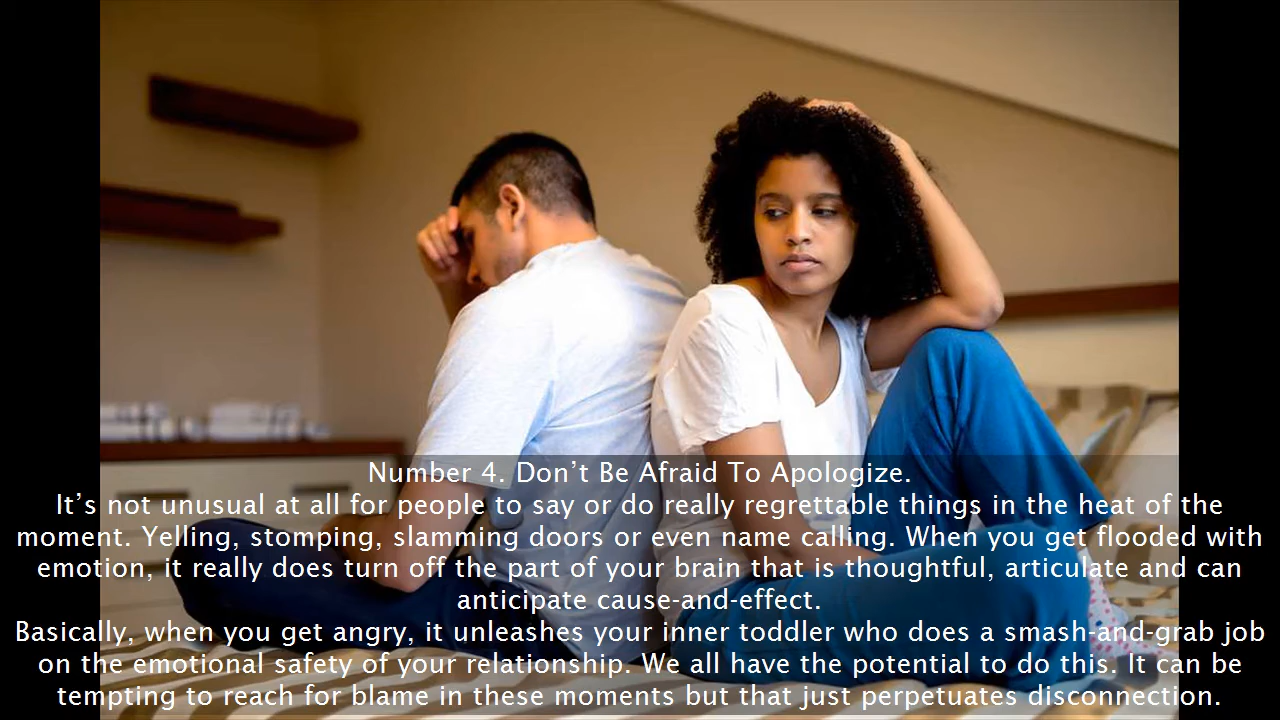 Number 4. Don’t Be Afraid To Apologize.
It’s not unusual at all for people to say or do really regrettable things in the heat of the
moment. Yelling, stomping, slamming doors or even name calling. When you get flooded with
emotion, it really does turn off the part of your brain that is thoughtful, articulate and can
anticipate cause-and-effect.
Basically, when you get angry, it unleashes your inner toddler who does a smash-and-grab job
on the emotional safety of your relationship. We all have the potential to do this. It can be
tempting to reach for blame in these moments but that just perpetuates disconnection.